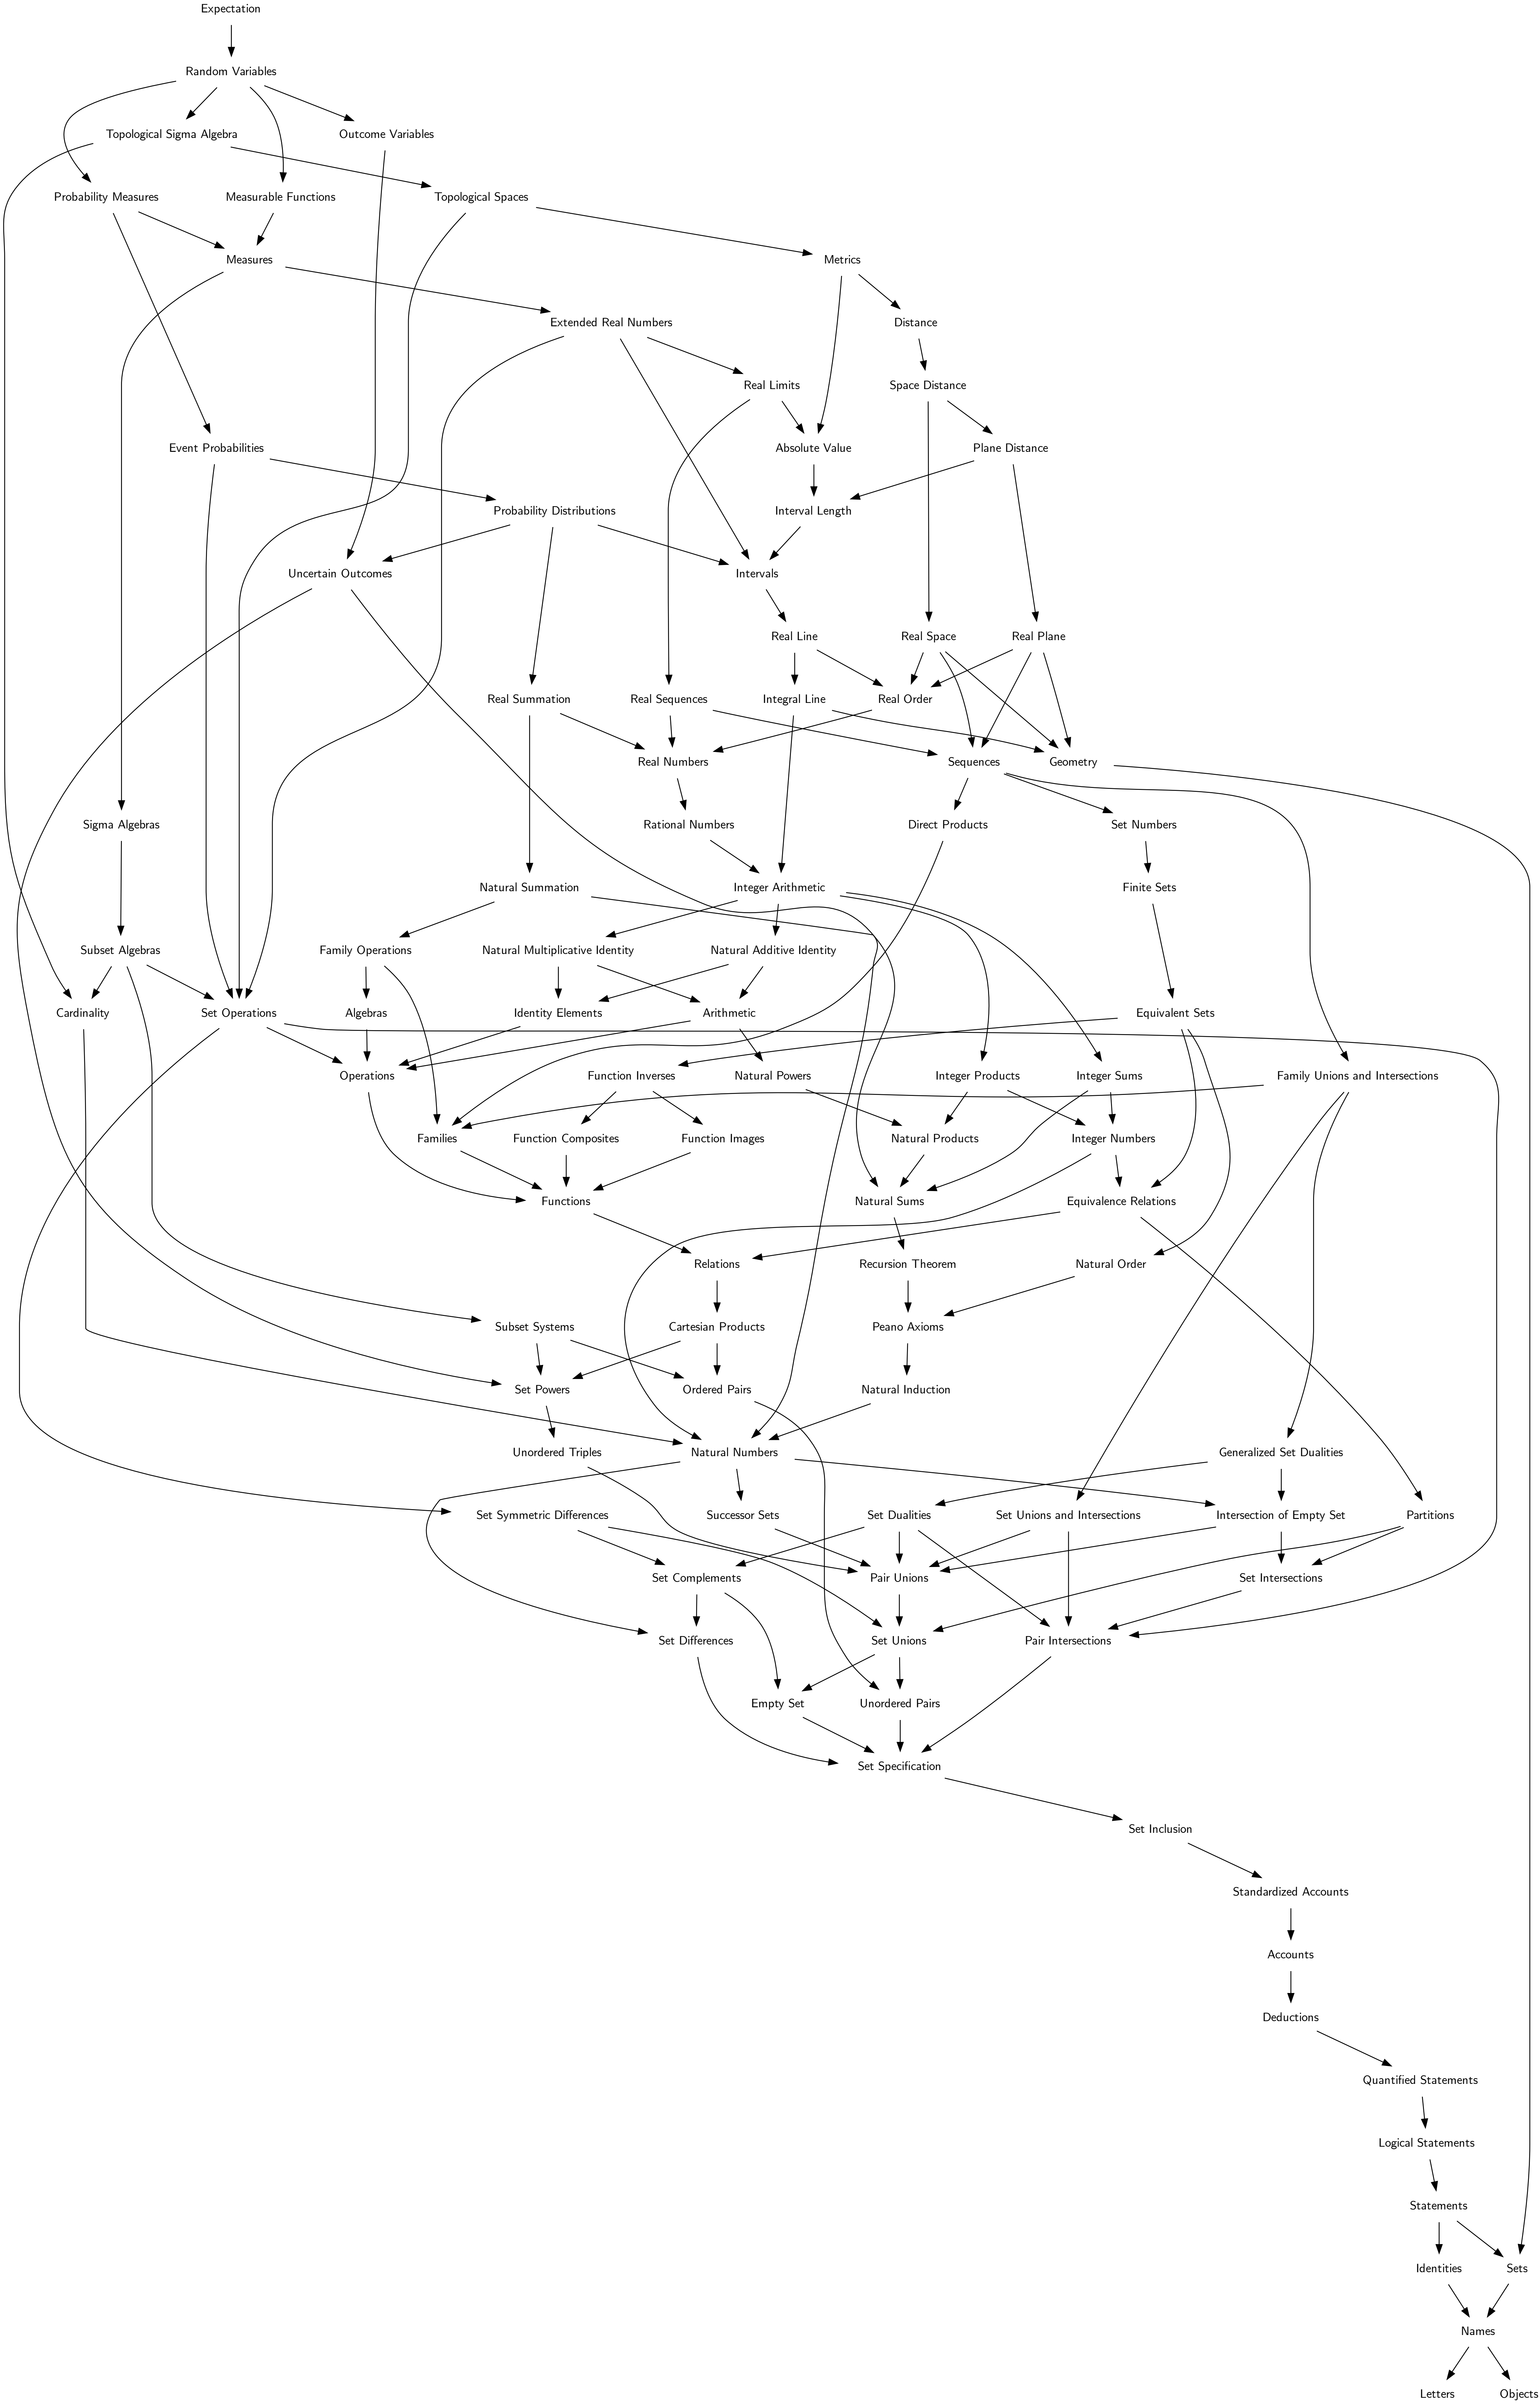 Expectation
Random Variables
Topological Sigma Algebra
Outcome Variables
Probability Measures
Measurable Functions
Topological Spaces
Measures
Metrics
Extended Real Numbers
Distance
Real Limits
Space Distance
Event Probabilities
Absolute Value
Plane Distance
Probability Distributions
Interval Length
Uncertain Outcomes
Intervals
Real Line
Real Space
Real Plane
Real Summation
Real Sequences
Integral Line
Real Order
Real Numbers
Sequences
Geometry
Sigma Algebras
Rational Numbers
Direct Products
Set Numbers
Natural Summation
Integer Arithmetic
Finite Sets
Subset Algebras
Family Operations
Natural Multiplicative Identity
Natural Additive Identity
Cardinality
Set Operations
Algebras
Identity Elements
Arithmetic
Equivalent Sets
Operations
Function Inverses
Natural Powers
Integer Products
Integer Sums
Family Unions and Intersections
Families
Function Composites
Function Images
Natural Products
Integer Numbers
Functions
Natural Sums
Equivalence Relations
Relations
Recursion Theorem
Natural Order
Subset Systems
Cartesian Products
Peano Axioms
Set Powers
Ordered Pairs
Natural Induction
Unordered Triples
Natural Numbers
Generalized Set Dualities
Set Symmetric Differences
Successor Sets
Set Dualities
Set Unions and Intersections
Intersection of Empty Set
Partitions
Set Complements
Pair Unions
Set Intersections
Set Differences
Set Unions
Pair Intersections
Empty Set
Unordered Pairs
Set Specification
Set Inclusion
Standardized Accounts
Accounts
Deductions
Quantified Statements
Logical Statements
Statements
Identities
Sets
Names
Letters
Objects